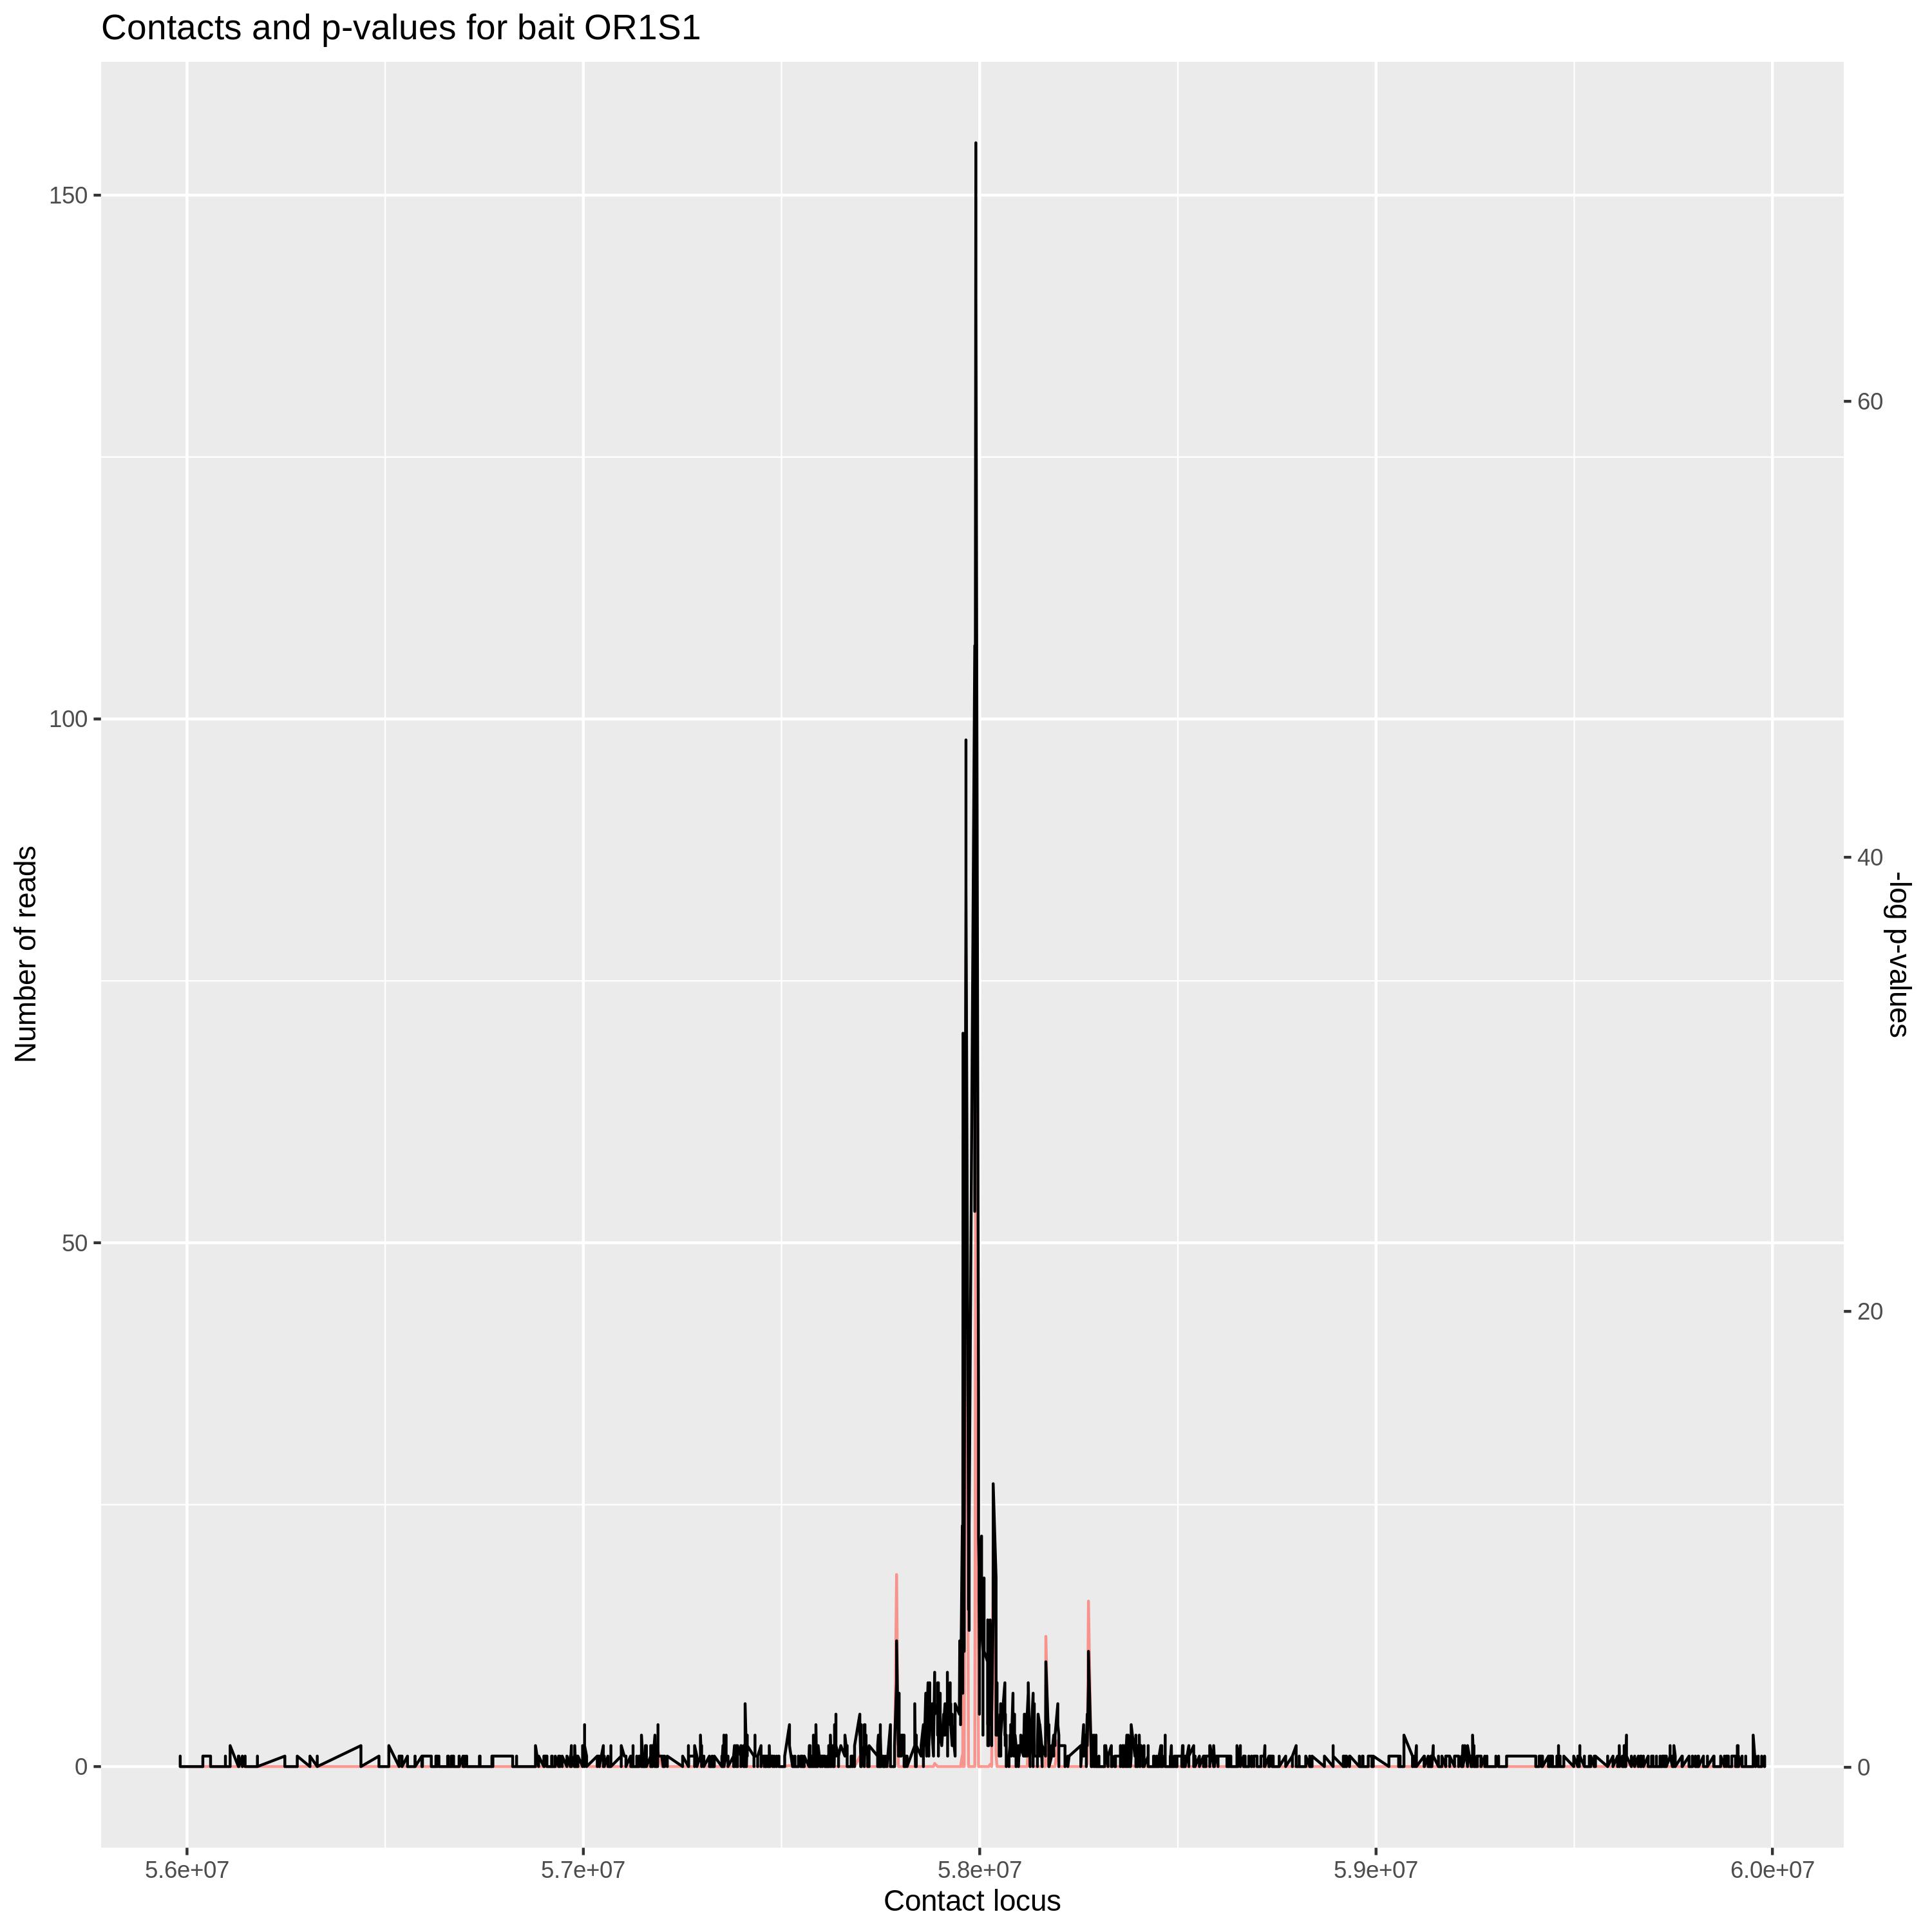 Contacts and p-values for bait OR1S1
150
100
50
0
Number of reads
60
40
20
0
-log p-values
5.6e+07
5.7e+07
5.8e+07
5.9e+07
6.0e+07
Contact locus